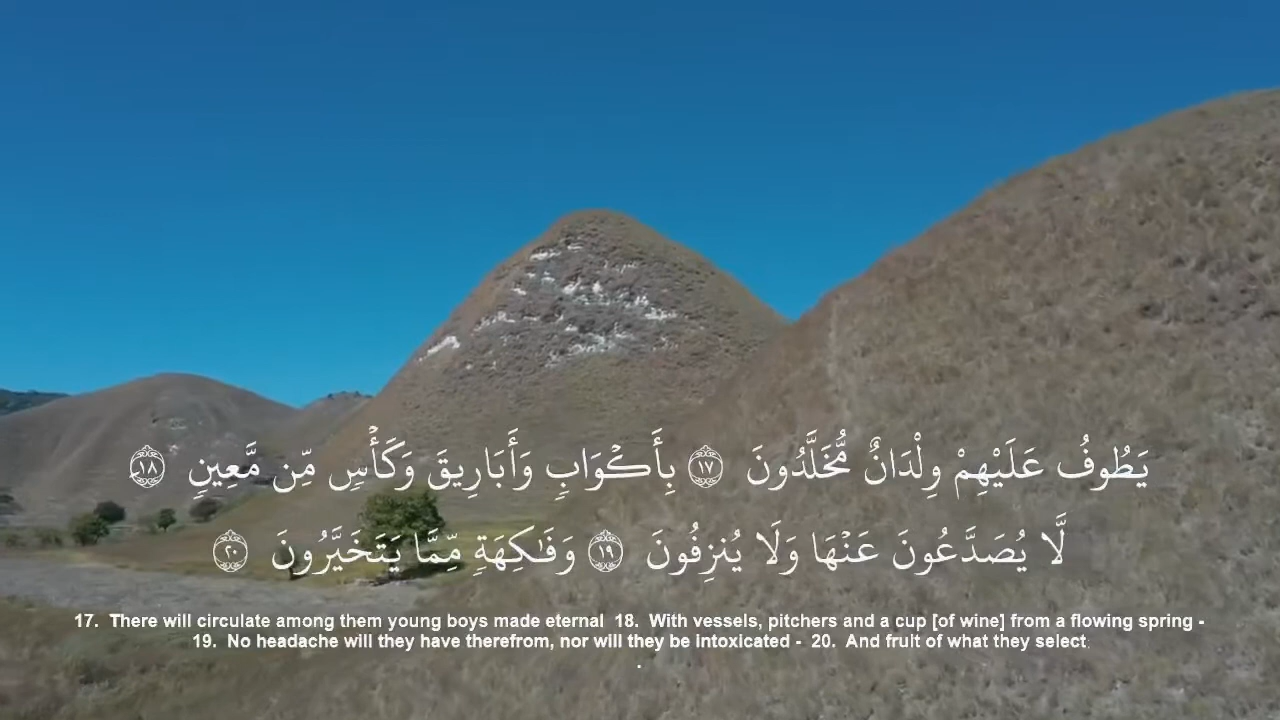 يَطُوفُ عَلَيْهِمْ وِلْدَانٌ مُّخَلَّدُونَ ١٧ بِأَكْوَابٍ وَأَبَارِيقَ وَكَأْسٍ مِّن مَّعِينٍ ١٨
لَّا يُصَدَّعُونَ عَنْهَا وَلَا يُنزِفُونَ ١٩ وَفَاكِهَةٍ مِّمَّا يَتَخَيَّرُونَ ٢٠
17. There will circulate among them young boys made eternal 18. With vessels, pitchers and a cup [of wine] from a flowing spring -
19. No headache will they have therefrom, nor will they be intoxicated - 20. And fruit of what they select
.